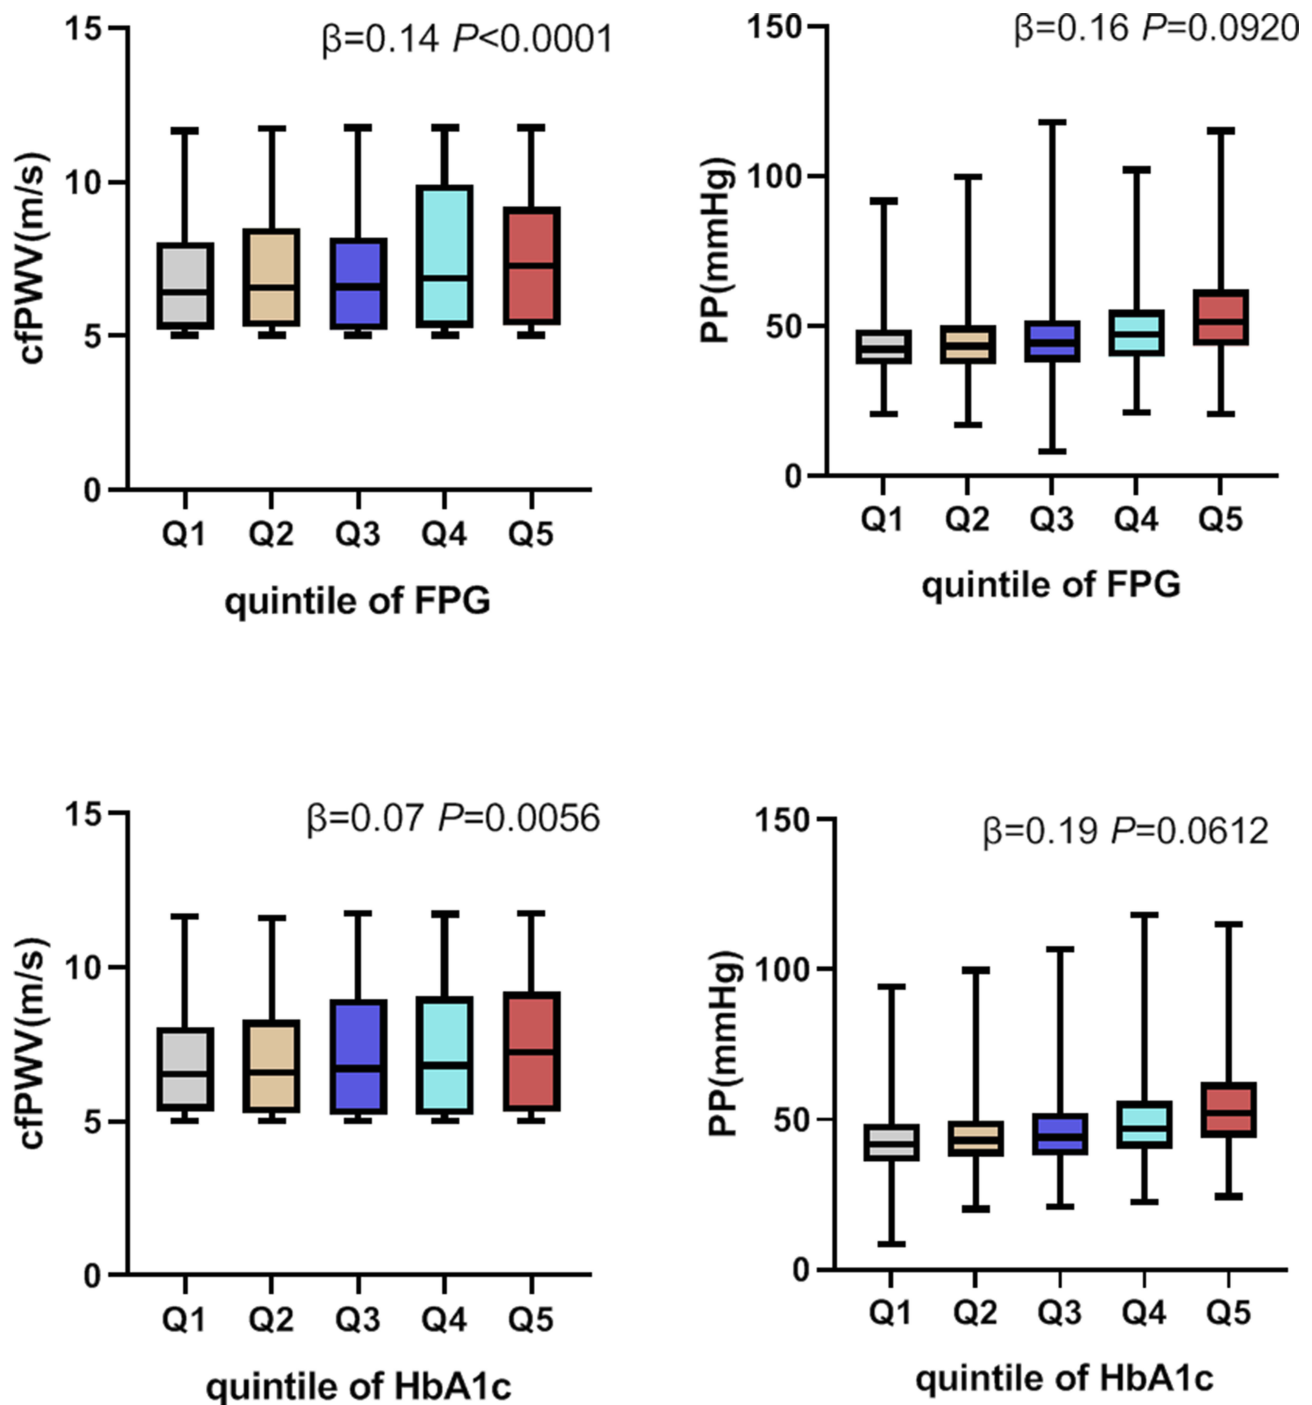 β=0.14 P<0.0001
15
10
5
0
cfPWV(m/s)
Q1 Q2 Q3 Q4 Q5
quintile of FPG
β=0.16 P=0.0920
150
100
50
0
PP(mmHg)
Q1 Q2 Q3 Q4 Q5
quintile of FPG
β=0.07 P=0.0056
15
10
5
0
cfPWV(m/s)
Q1 Q2 Q3 Q4 Q5
quintile of HbA1c
β=0.19 P=0.0612
150
100
50
0
PP(mmHg)
Q1 Q2 Q3 Q4 Q5
quintile of HbA1c